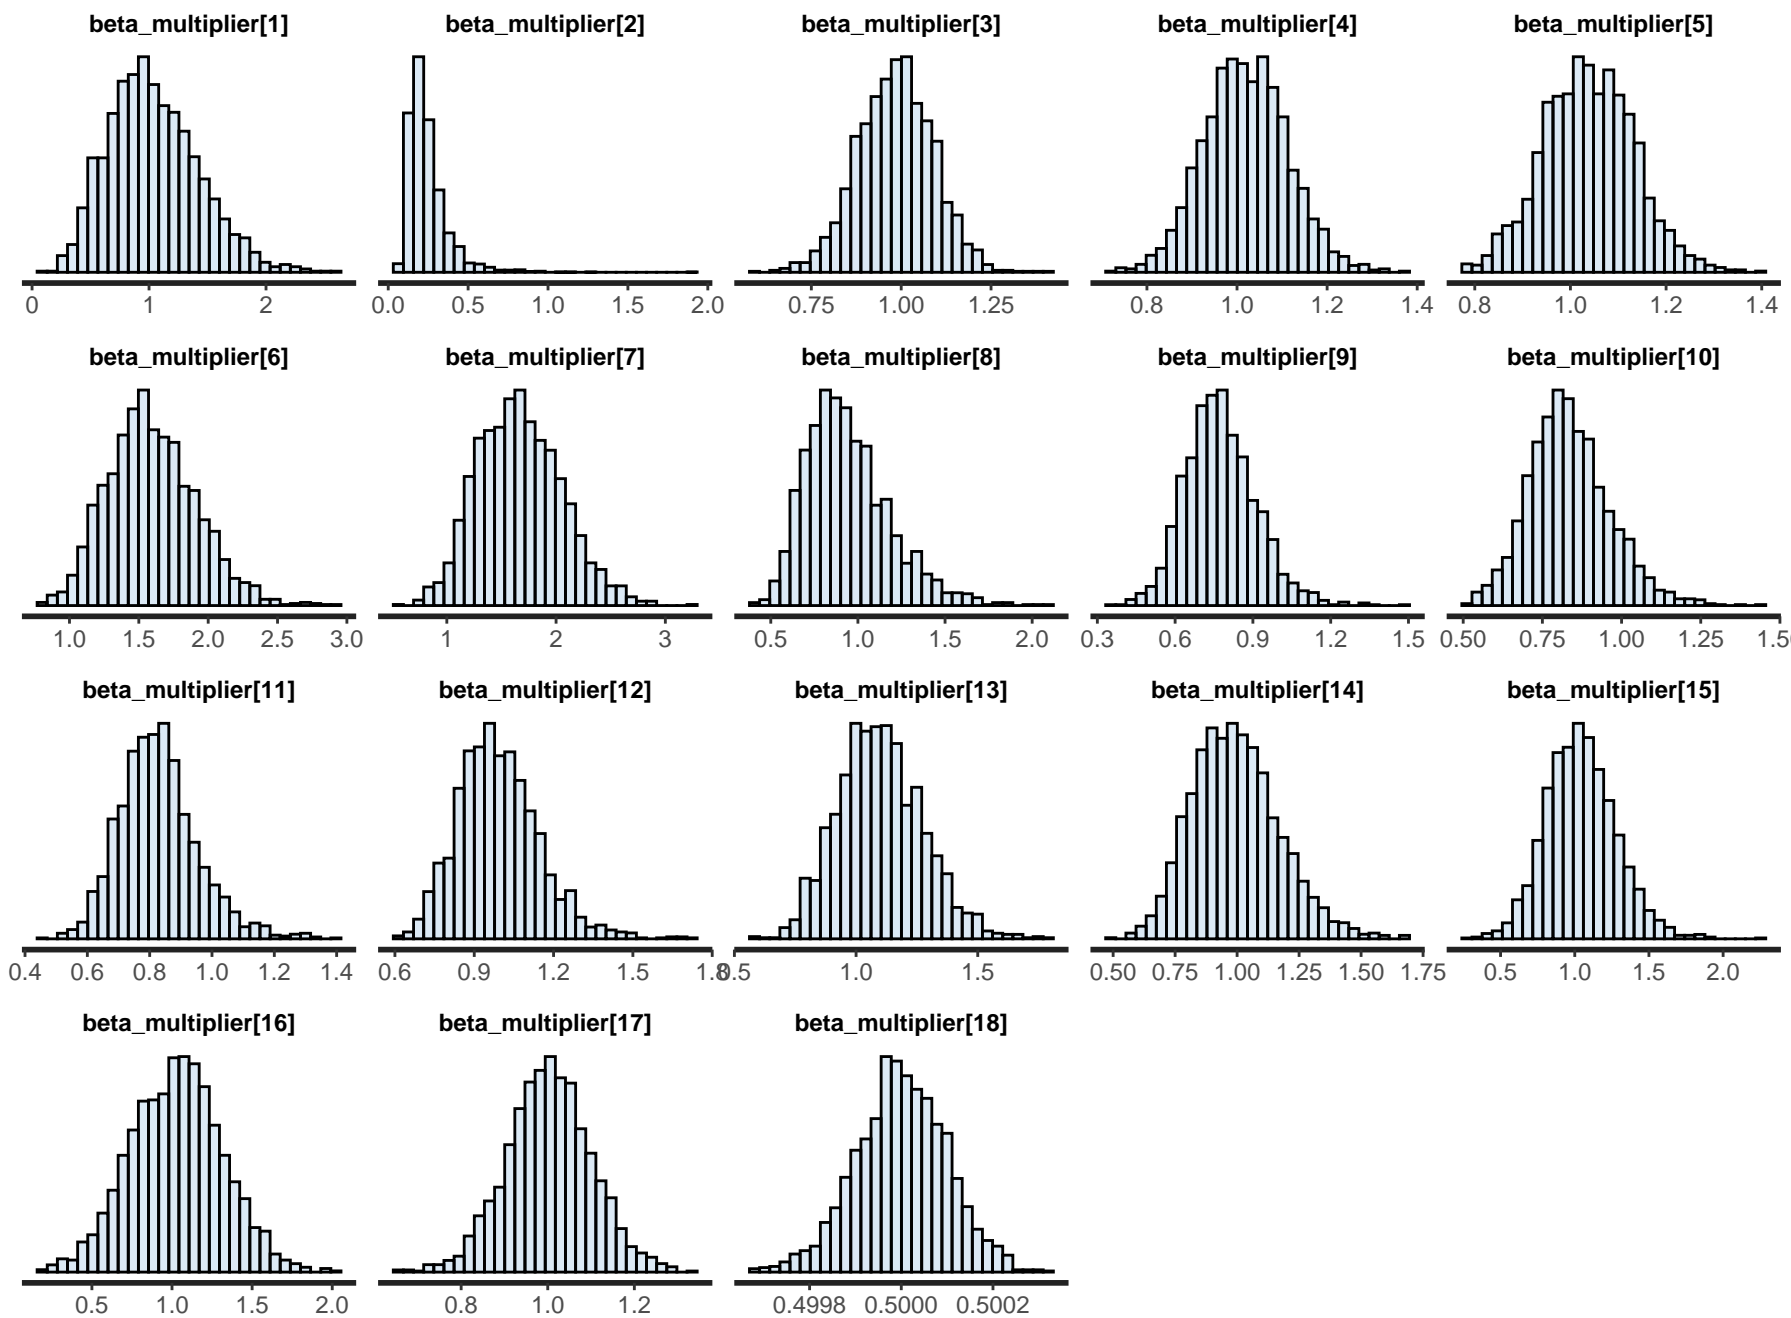 beta_multiplier[1] beta_multiplier[2] beta_multiplier[3] beta_multiplier[4] beta_multiplier[5]
0 1 2 0.0 0.5 1.0 1.5 2.0 0.75 1.00 1.25 0.8 1.0 1.2 1.4 0.8 1.0 1.2 1.4
beta_multiplier[6] beta_multiplier[7] beta_multiplier[8] beta_multiplier[9] beta_multiplier[10]
1.0 1.5 2.0 2.5 3.0 1 2 3 0.5 1.0 1.5 2.0 0.3 0.6 0.9 1.2 1.5 0.50 0.75 1.00 1.25 1.5
beta_multiplier[11] beta_multiplier[12] beta_multiplier[13] beta_multiplier[14] beta_multiplier[15]
0.4 0.6 0.8 1.0 1.2 1.4 0.6 0.9 1.2 1.5 1.8 0.5 1.0 1.5 0.50 0.75 1.00 1.25 1.50 1.75 0.5 1.0 1.5 2.0
beta_multiplier[16] beta_multiplier[17] beta_multiplier[18]
0.5 1.0 1.5 2.0 0.8 1.0 1.2 0.4998 0.5000 0.5002